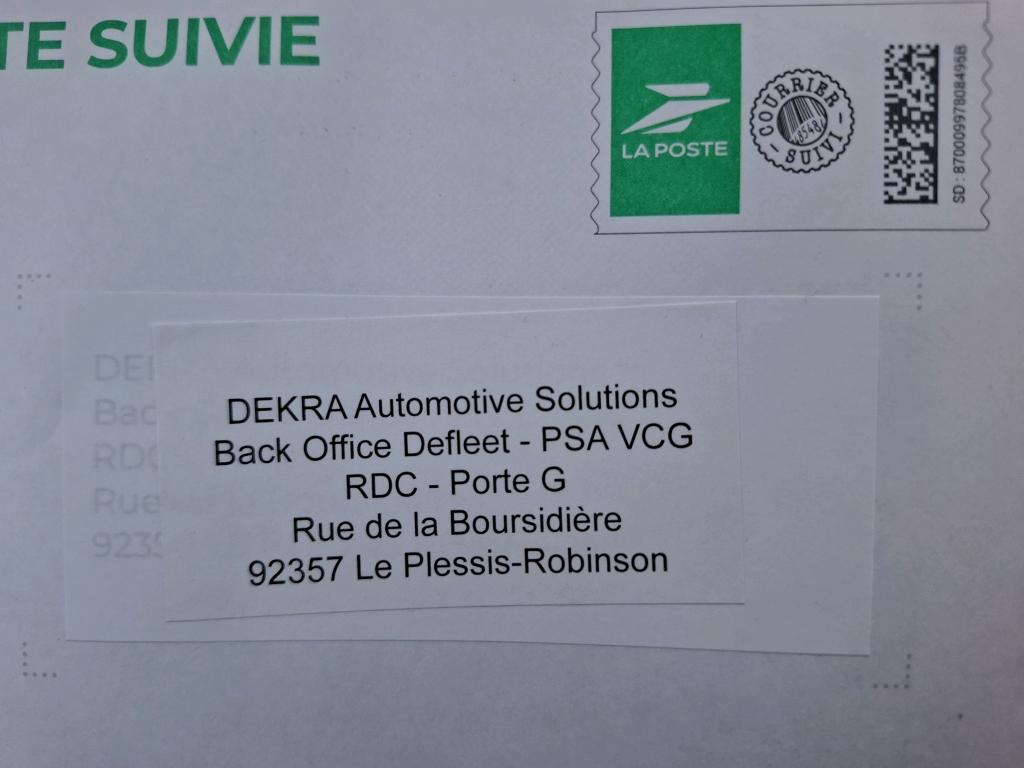 TE SUIVIE
LA POSTE
COURRIER
SUIVI
SD : 87000997808495B
DEKRA Automotive Solutions
Back Office Defleet - PSA VCG
RDC - Porte G
Rue de la Boursidière
92357 Le Plessis-Robinson